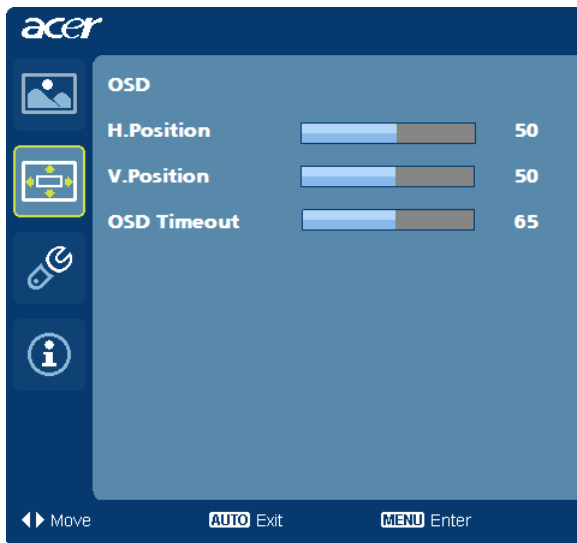 acer
OSD
H.Position 50
V.Position 50
OSD Timeout 65
Move AUTO Exit MENU Enter